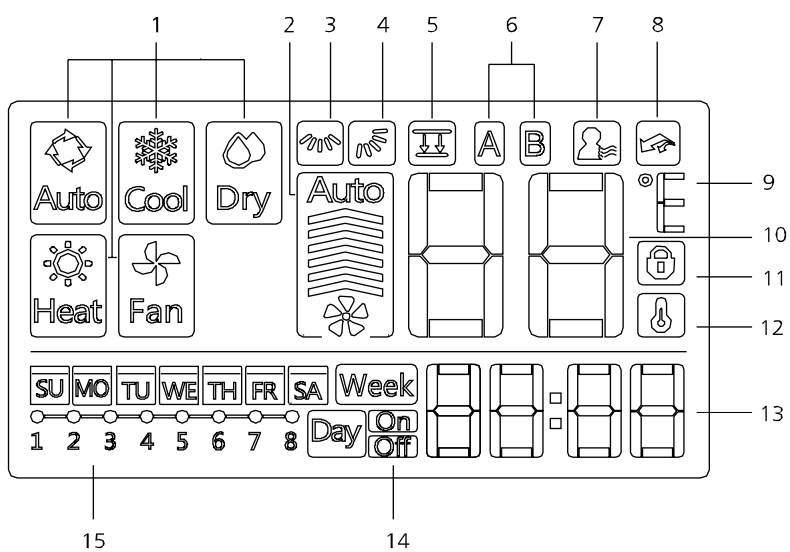 1 2 3 4 5 6 7 8
Auto Cool Dry Auto A B
9
10
Heat Fan
11
12
SU MO TU WE TH FR SA Week
1 2 3 4 5 6 7 8 Day On
Off
13
15 14